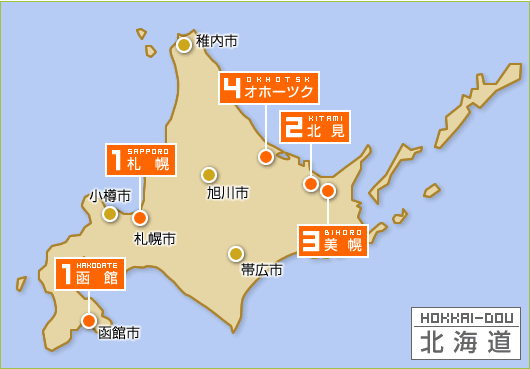 稚内市
4 OKHOTSK
オホーツク
2 KITAMI
北見
1 SAPPORO
札幌
旭川市
小樽市
札幌市
3 BIHORO
美幌
帯広市
1 HAKODATE
函館
函館市
HOKKAI-DOU
北海道